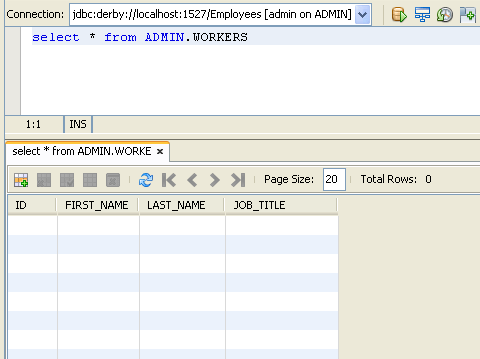 Connection: jdbc:derby://localhost:1527/Employees [admin on ADMIN]
select * from ADMIN.WORKERS
1:1 INS
select * from ADMIN.WORKE ×
Page Size: 20 Total Rows: 0
ID FIRST_NAME LAST_NAME JOB_TITLE